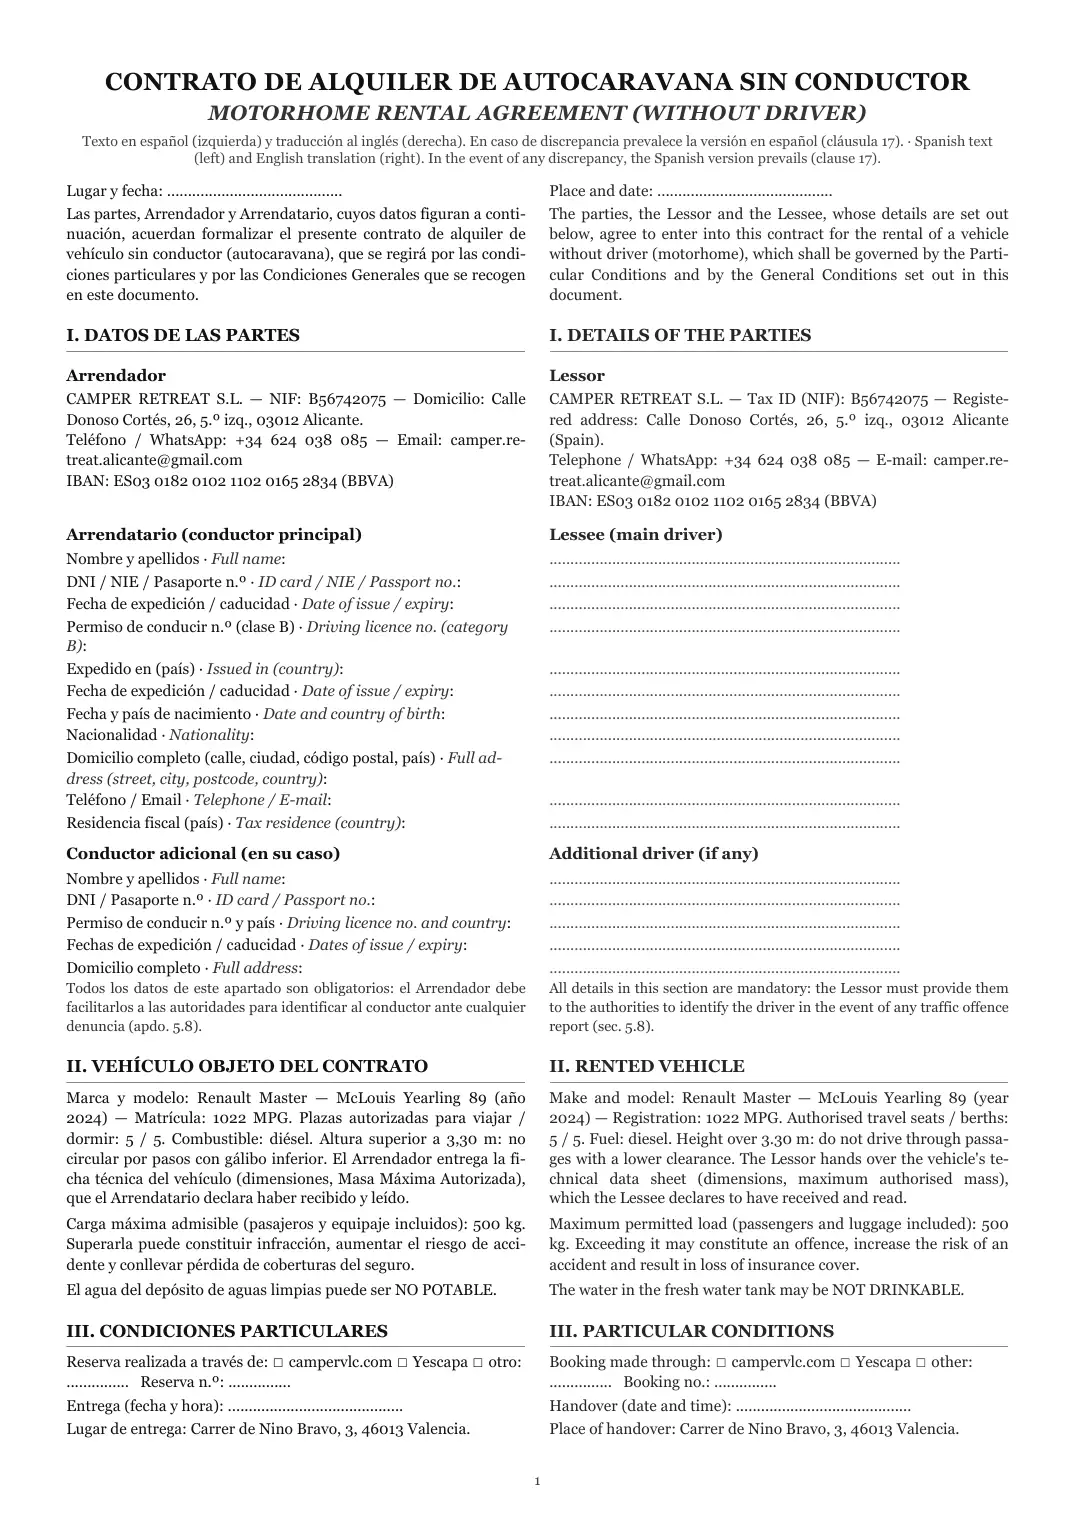 CONTRATO DE ALQUILER DE AUTOCARAVANA SIN CONDUCTOR
MOTORHOME RENTAL AGREEMENT (WITHOUT DRIVER)
Texto en español (izquierda) y traducción al inglés (derecha). En caso de discrepancia prevalece la versión en español (cláusula 17). · Spanish text
(left) and English translation (right). In the event of any discrepancy, the Spanish version prevails (clause 17).
Lugar y fecha: ..........................................
Las partes, Arrendador y Arrendatario, cuyos datos figuran a conti-
nuación, acuerdan formalizar el presente contrato de alquiler de
vehículo sin conductor (autocaravana), que se regirá por las condi-
ciones particulares y por las Condiciones Generales que se recogen
en este documento.
Place and date: ..........................................
The parties, the Lessor and the Lessee, whose details are set out
below, agree to enter into this contract for the rental of a vehicle
without driver (motorhome), which shall be governed by the Parti-
cular Conditions and by the General Conditions set out in this
document.
I. DATOS DE LAS PARTES
I. DETAILS OF THE PARTIES
Arrendador
CAMPER RETREAT S.L. — NIF: B56742075 — Domicilio: Calle
Donoso Cortés, 26, 5.º izq., 03012 Alicante.
Teléfono / WhatsApp: +34 624 038 085 — Email: camper.re-
treat.alicante@gmail.com
IBAN: ES03 0182 0102 1102 0165 2834 (BBVA)
Lessor
CAMPER RETREAT S.L. — Tax ID (NIF): B56742075 — Registe-
red address: Calle Donoso Cortés, 26, 5.º izq., 03012 Alicante
(Spain).
Telephone / WhatsApp: +34 624 038 085 — E-mail: camper.re-
treat.alicante@gmail.com
IBAN: ES03 0182 0102 1102 0165 2834 (BBVA)
Arrendatario (conductor principal)
Lessee (main driver)
Nombre y apellidos · Full name: ....................................................................................
DNI / NIE / Pasaporte n.º · ID card / NIE / Passport no.: ....................................................................................
Fecha de expedición / caducidad · Date of issue / expiry: ....................................................................................
Permiso de conducir n.º (clase B) · Driving licence no. (category ....................................................................................
B):
Expedido en (país) · Issued in (country): ....................................................................................
Fecha de expedición / caducidad · Date of issue / expiry: ....................................................................................
Fecha y país de nacimiento · Date and country of birth: ....................................................................................
Nacionalidad · Nationality: ....................................................................................
Domicilio completo (calle, ciudad, código postal, país) · Full ad- ....................................................................................
dress (street, city, postcode, country):
Teléfono / Email · Telephone / E-mail: ....................................................................................
Residencia fiscal (país) · Tax residence (country): ....................................................................................
Conductor adicional (en su caso)
Additional driver (if any)
Nombre y apellidos · Full name: ....................................................................................
DNI / Pasaporte n.º · ID card / Passport no.: ....................................................................................
Permiso de conducir n.º y país · Driving licence no. and country: ....................................................................................
Fechas de expedición / caducidad · Dates of issue / expiry: ....................................................................................
Domicilio completo · Full address: ....................................................................................
Todos los datos de este apartado son obligatorios: el Arrendador debe
facilitarlos a las autoridades para identificar al conductor ante cualquier
denuncia (apdo. 5.8).
All details in this section are mandatory: the Lessor must provide them
to the authorities to identify the driver in the event of any traffic offence
report (sec. 5.8).
II. VEHÍCULO OBJETO DEL CONTRATO
II. RENTED VEHICLE
Marca y modelo: Renault Master — McLouis Yearling 89 (año
2024) — Matrícula: 1022 MPG. Plazas autorizadas para viajar /
dormir: 5 / 5. Combustible: diésel. Altura superior a 3,30 m: no
circular por pasos con gálibo inferior. El Arrendador entrega la fi-
cha técnica del vehículo (dimensiones, Masa Máxima Autorizada),
que el Arrendatario declara haber recibido y leído.
Carga máxima admisible (pasajeros y equipaje incluidos): 500 kg.
Superarla puede constituir infracción, aumentar el riesgo de acci-
dente y conllevar pérdida de coberturas del seguro.
El agua del depósito de aguas limpias puede ser NO POTABLE.
Make and model: Renault Master — McLouis Yearling 89 (year
2024) — Registration: 1022 MPG. Authorised travel seats / berths:
5 / 5. Fuel: diesel. Height over 3.30 m: do not drive through passa-
ges with a lower clearance. The Lessor hands over the vehicle's te-
chnical data sheet (dimensions, maximum authorised mass),
which the Lessee declares to have received and read.
Maximum permitted load (passengers and luggage included): 500
kg. Exceeding it may constitute an offence, increase the risk of an
accident and result in loss of insurance cover.
The water in the fresh water tank may be NOT DRINKABLE.
III. CONDICIONES PARTICULARES
III. PARTICULAR CONDITIONS
Reserva realizada a través de: □ campervlc.com □ Yescapa □ otro:
............... Reserva n.º: ...............
Entrega (fecha y hora): ..........................................
Lugar de entrega: Carrer de Nino Bravo, 3, 46013 Valencia.
Booking made through: □ campervlc.com □ Yescapa □ other:
............... Booking no.: ...............
Handover (date and time): ..........................................
Place of handover: Carrer de Nino Bravo, 3, 46013 Valencia.
1